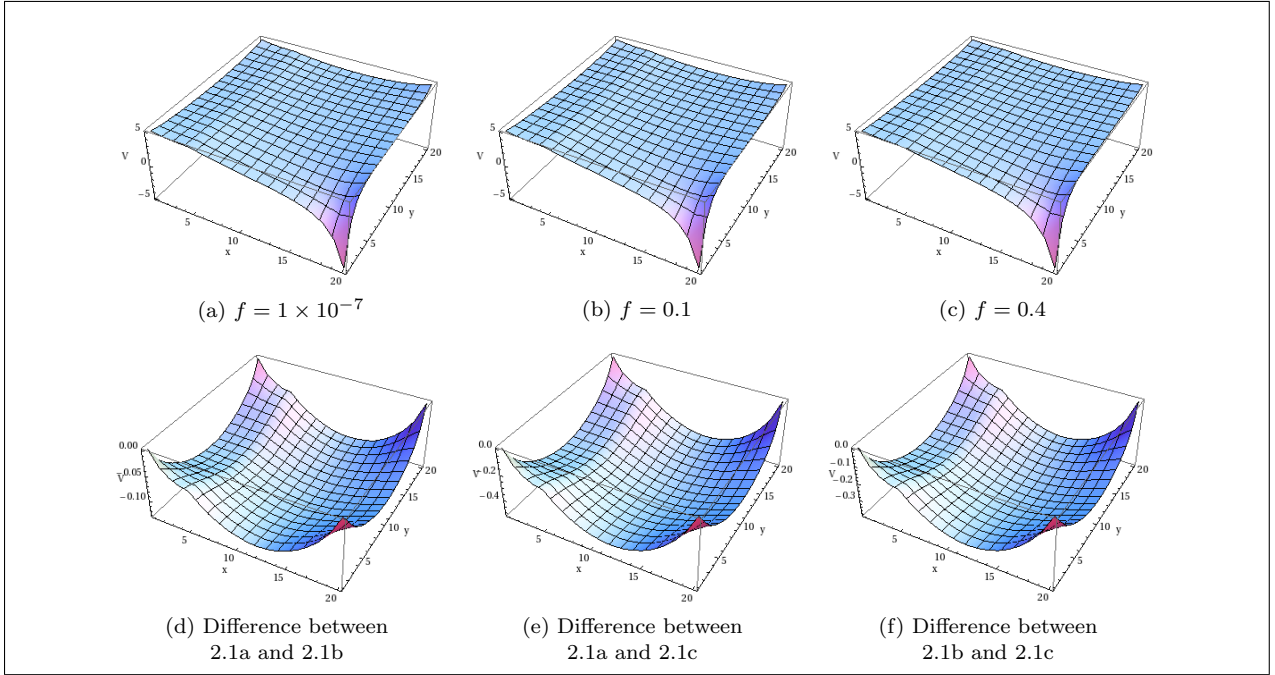 5
V
0
−5
5
10
x
15
20
5
10
y
15
20
5
V
0
−5
5
10
x
15
20
5
10
y
15
20
5
V
0
−5
5
10
x
15
20
5
10
y
15
20
(a) f = 1 × 10⁻⁷
(b) f = 0.1
(c) f = 0.4
0.00
V
0.05
−0.10
5
10
x
15
20
5
10
y
15
20
0.0
V
−0.2
−0.4
5
10
x
15
20
5
10
y
15
20
0.0
−0.1
V
−0.2
−0.3
5
10
x
15
20
5
10
y
15
20
(d) Difference between
2.1a and 2.1b
(e) Difference between
2.1a and 2.1c
(f) Difference between
2.1b and 2.1c